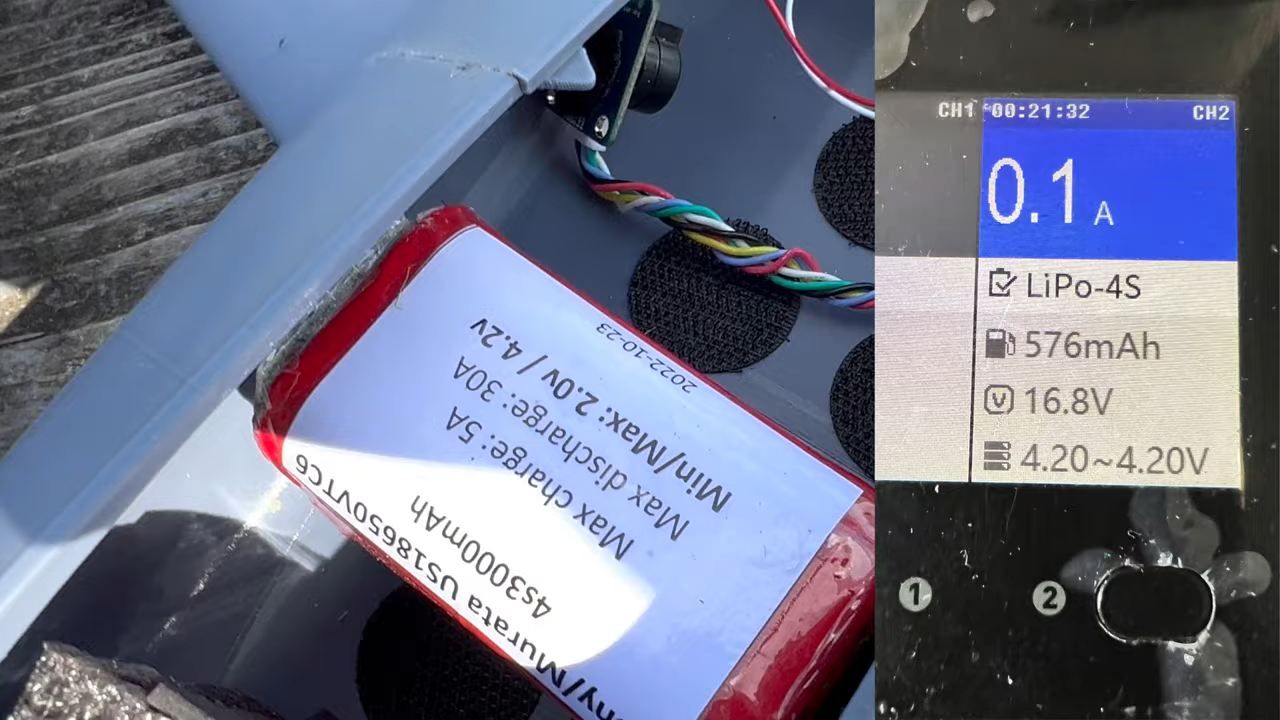 ny/Murata US18650VTC6
4s3000mAh
Max charge: 5A
Max discharge: 30A
Min/Max: 2.0v / 4.2v
2022-10-23
CH1 00:21:32 CH2
0.1 A
LiPo-4S
576mAh
16.8V
4.20~4.20V
1 2